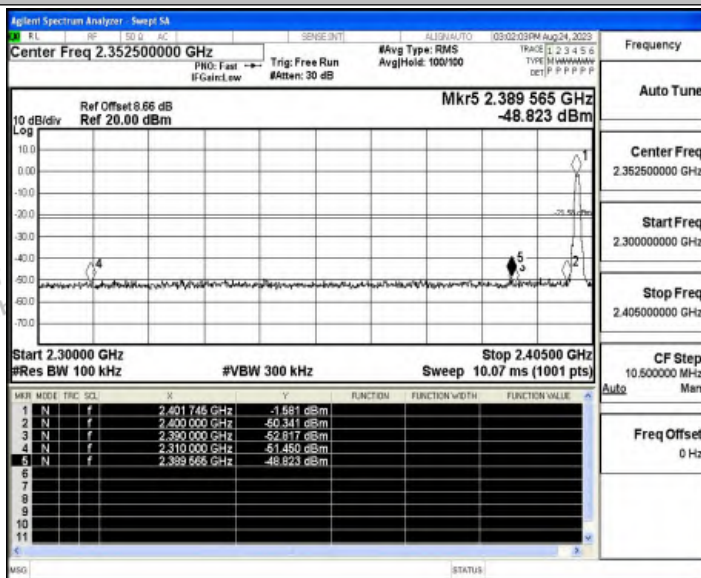 Agilent Spectrum Analyzer - Swept SA
RL RF 50 Ω AC SENSE:INT ALIGNAUTO 03:02:03PM Aug 24, 2023
Center Freq 2.352500000 GHz
PNO: Fast
IFGain:Low
Trig: Free Run
#Atten: 30 dB
#Avg Type: RMS
Avg|Hold: 100/100
TRACE 1 2 3 4 5 6
TYPE M WWWWW
DET P P P P P P
Ref Offset 8.66 dB
10 dB/div Ref 20.00 dBm
Log
Mkr5 2.389 565 GHz
-48.823 dBm
10.0
0.00
-10.0
-20.0
-30.0
-40.0
-50.0
-60.0
-70.0
1
2
3
4
5
Start 2.30000 GHz Stop 2.40500 GHz
#Res BW 100 kHz #VBW 300 kHz Sweep 10.07 ms (1001 pts)
MKR MODE TRC SCL X Y FUNCTION FUNCTION WIDTH FUNCTION VALUE
1 N f 2.401 745 GHz -1.581 dBm
2 N f 2.400 000 GHz -50.341 dBm
3 N f 2.390 000 GHz -52.817 dBm
4 N f 2.310 000 GHz -51.450 dBm
5 N f 2.389 565 GHz -48.823 dBm
6
7
8
9
10
11
MSG STATUS
Frequency
Auto Tune
Center Freq
2.352500000 GHz
Start Freq
2.300000000 GHz
Stop Freq
2.405000000 GHz
CF Step
10.500000 MHz
Auto Man
Freq Offset
0 Hz